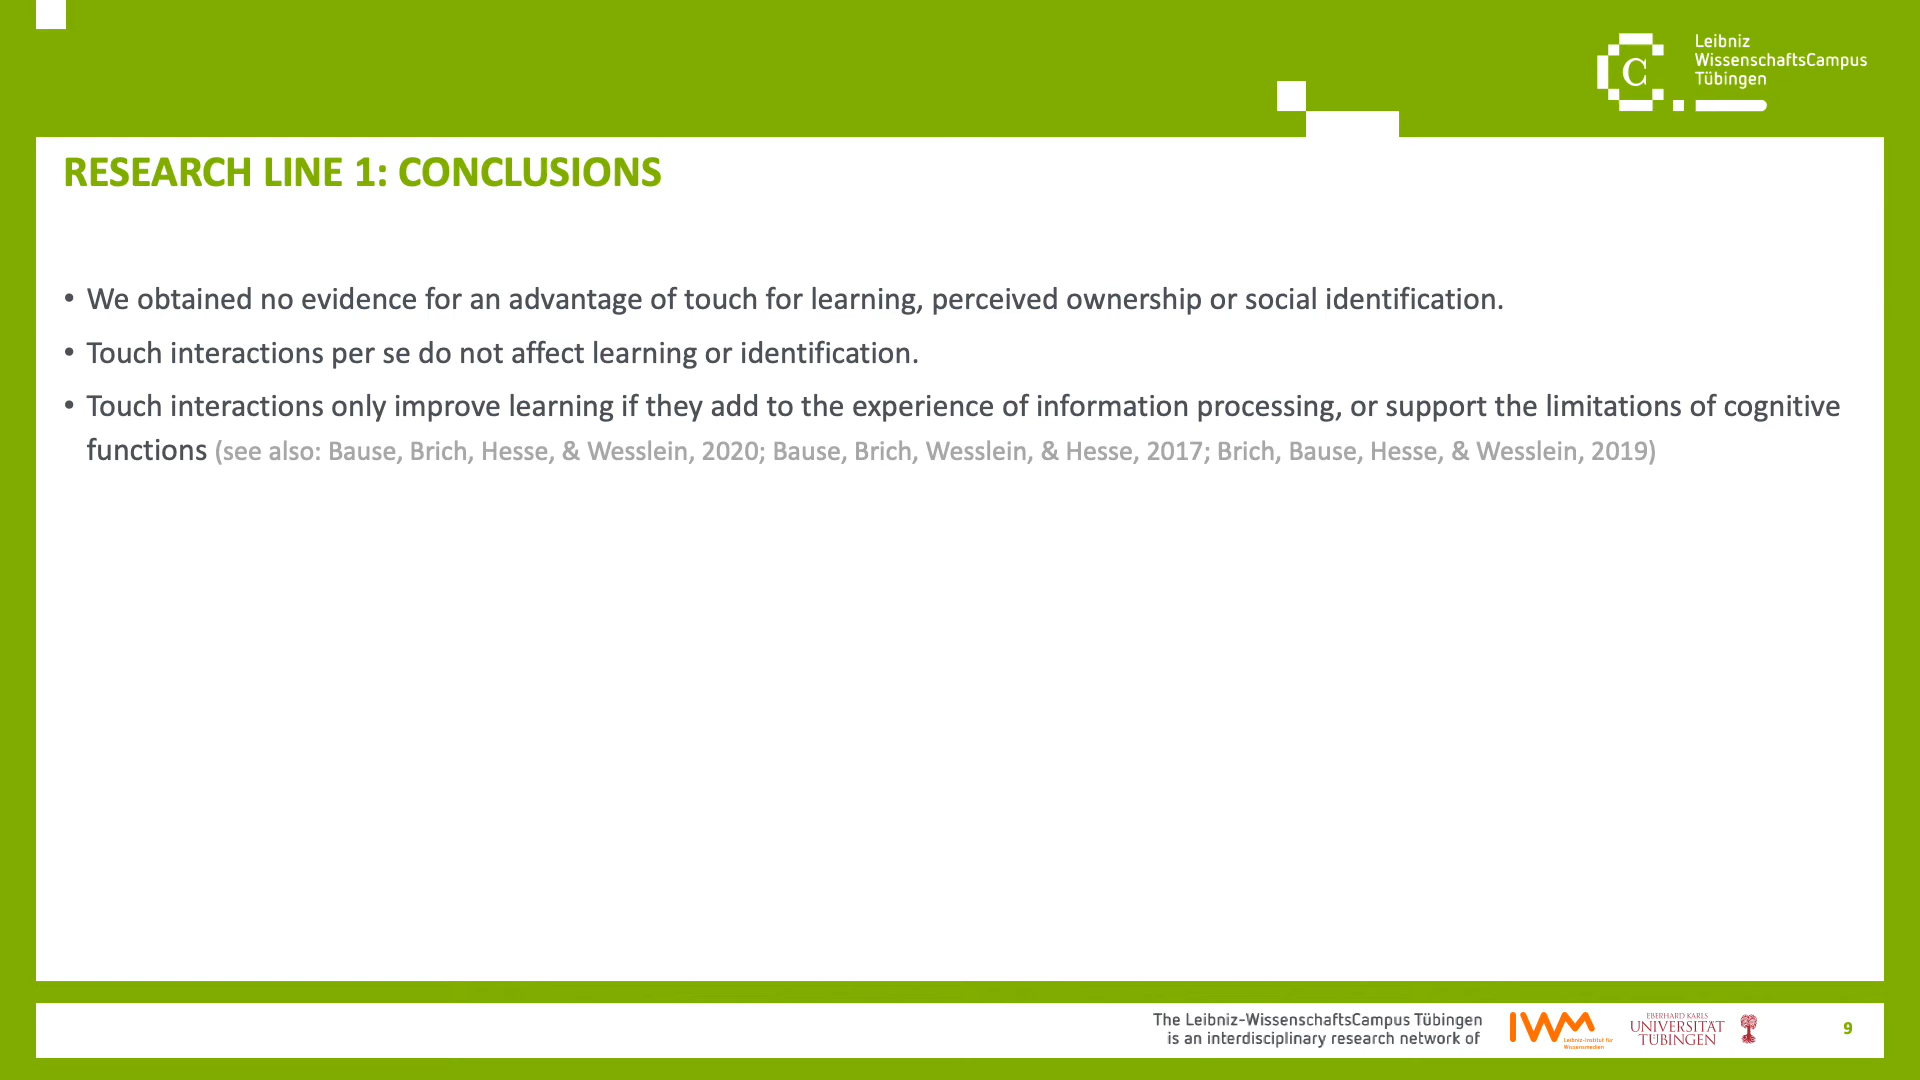 C
Leibniz
WissenschaftsCampus
Tübingen
RESEARCH LINE 1: CONCLUSIONS
• We obtained no evidence for an advantage of touch for learning, perceived ownership or social identification.
• Touch interactions per se do not affect learning or identification.
• Touch interactions only improve learning if they add to the experience of information processing, or support the limitations of cognitive
functions (see also: Bause, Brich, Hesse, & Wesslein, 2020; Bause, Brich, Wesslein, & Hesse, 2017; Brich, Bause, Hesse, & Wesslein, 2019)
The Leibniz-WissenschaftsCampus Tübingen
is an interdisciplinary research network of
IWM
Leibniz-Institut für
Wissensmedien
EBERHARD KARLS
UNIVERSITÄT
TÜBINGEN
9